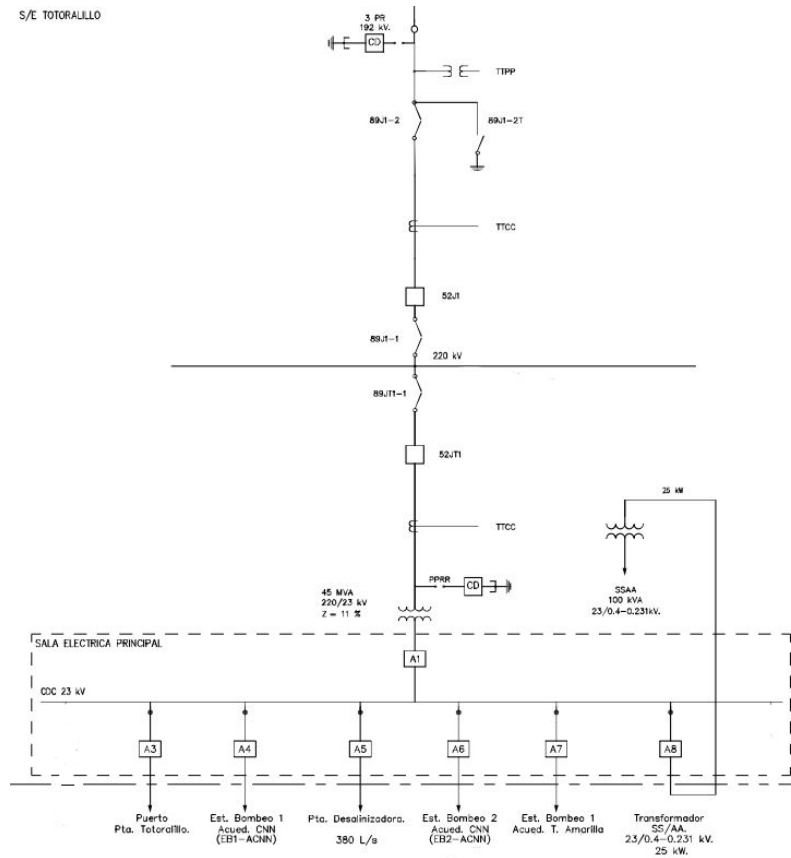 S/E TOTORALILLO
3 PR
192 kV.
CD
TTPP
89J1-2
89J1-2T
TTCC
52J1
89J1-1
220 kV
89JT1-1
52JT1
25 kW
TTCC
SSAA
100 kVA
23/0.4-0.231kV.
PPRR
CD
45 MVA
220/23 kV
Z = 11 %
SALA ELECTRICA PRINCIPAL
A1
CDC 23 kV
A3
A4
A5
A6
A7
A8
Puerto
Pta. Totoralillo.
Est. Bombeo 1
Acued. CNN
(EB1-ACNN)
Pta. Desalinizadora.
380 L/s
Est. Bombeo 2
Acued. CNN
(EB2-ACNN)
Est. Bombeo 1
Acued. T. Amarilla
Transformador
SS/AA.
23/0.4-0.231 kV.
25 kW.